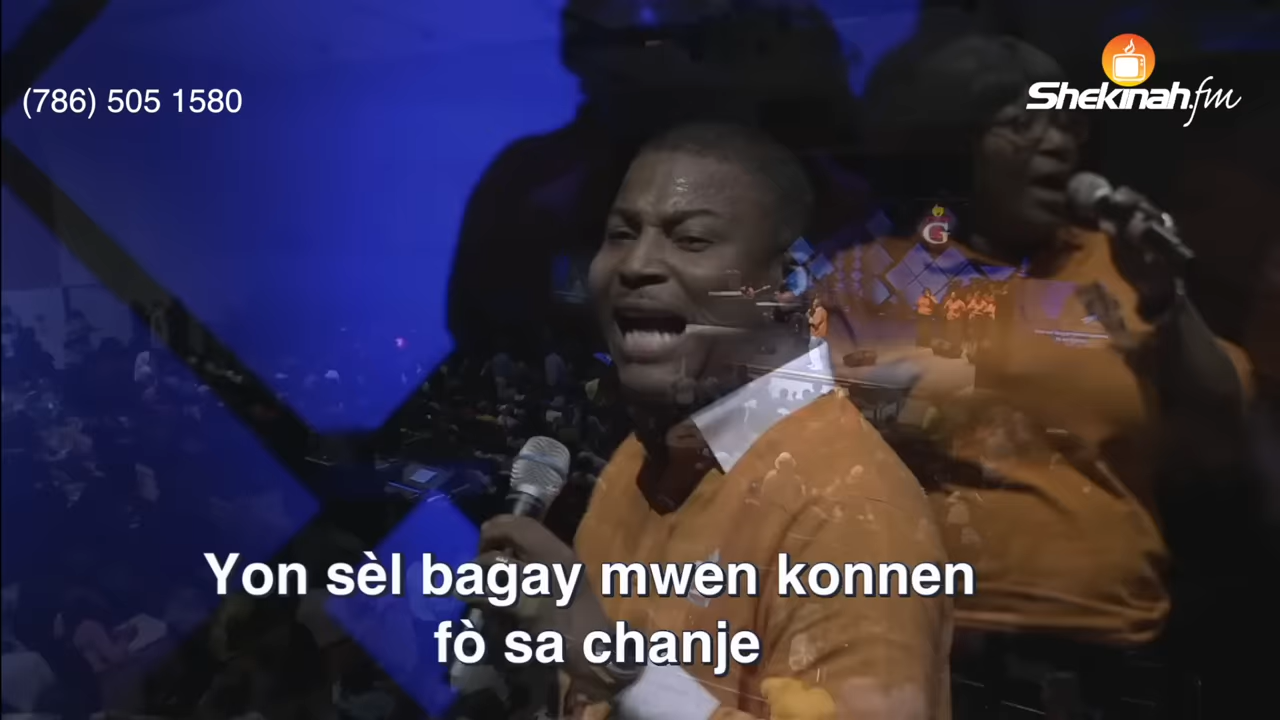 (786) 505 1580
Shekinah.fm
G
Yon sèl bagay mwen konnen
fò sa chanje